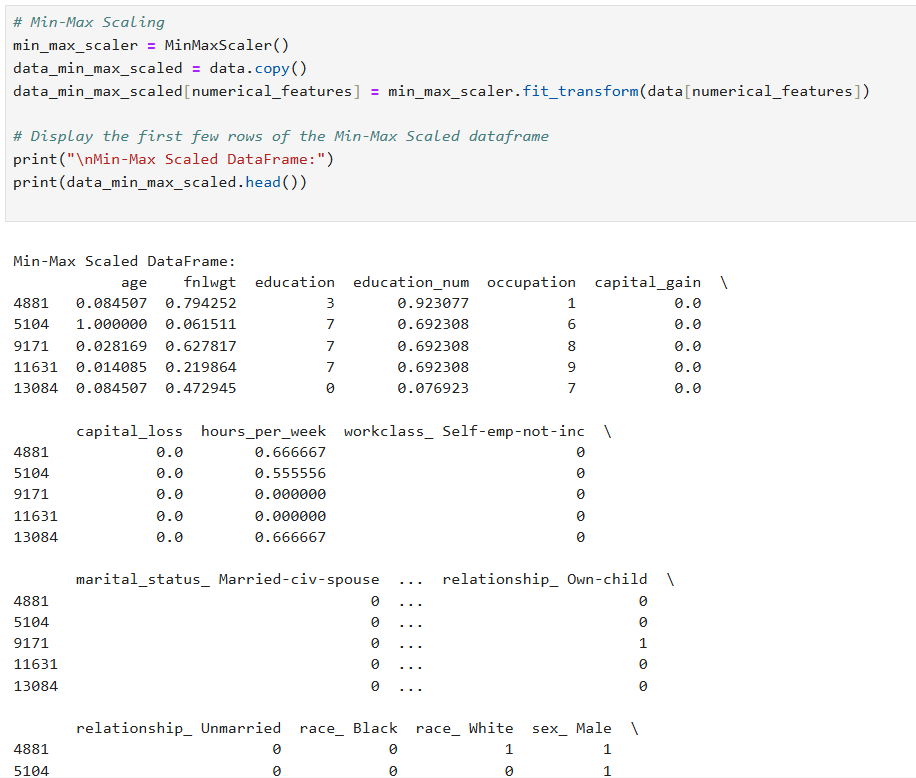 # Min-Max Scaling
min_max_scaler = MinMaxScaler()
data_min_max_scaled = data.copy()
data_min_max_scaled[numerical_features] = min_max_scaler.fit_transform(data[numerical_features])
# Display the first few rows of the Min-Max Scaled dataframe
print("\nMin-Max Scaled DataFrame:")
print(data_min_max_scaled.head())
Min-Max Scaled DataFrame:
age fnlwgt education education_num occupation capital_gain \
4881 0.084507 0.794252 3 0.923077 1 0.0
5104 1.000000 0.061511 7 0.692308 6 0.0
9171 0.028169 0.627817 7 0.692308 8 0.0
11631 0.014085 0.219864 7 0.692308 9 0.0
13084 0.084507 0.472945 0 0.076923 7 0.0
capital_loss hours_per_week workclass_ Self-emp-not-inc \
4881 0.0 0.666667 0
5104 0.0 0.555556 0
9171 0.0 0.000000 0
11631 0.0 0.000000 0
13084 0.0 0.666667 0
marital_status_ Married-civ-spouse ... relationship_ Own-child \
4881 0 ... 0
5104 0 ... 0
9171 0 ... 1
11631 0 ... 0
13084 0 ... 0
relationship_ Unmarried race_ Black race_ White sex_ Male \
4881 0 0 1 1
5104 0 0 0 1